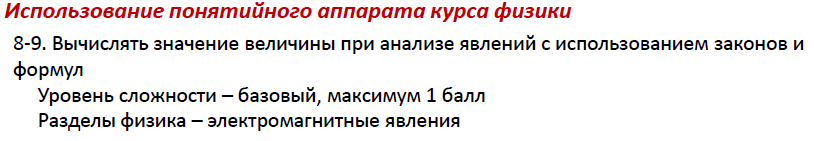 Использование понятийного аппарата курса физики
8-9. Вычислять значение величины при анализе явлений с использованием законов и
формул
Уровень сложности – базовый, максимум 1 балл
Разделы физика – электромагнитные явления